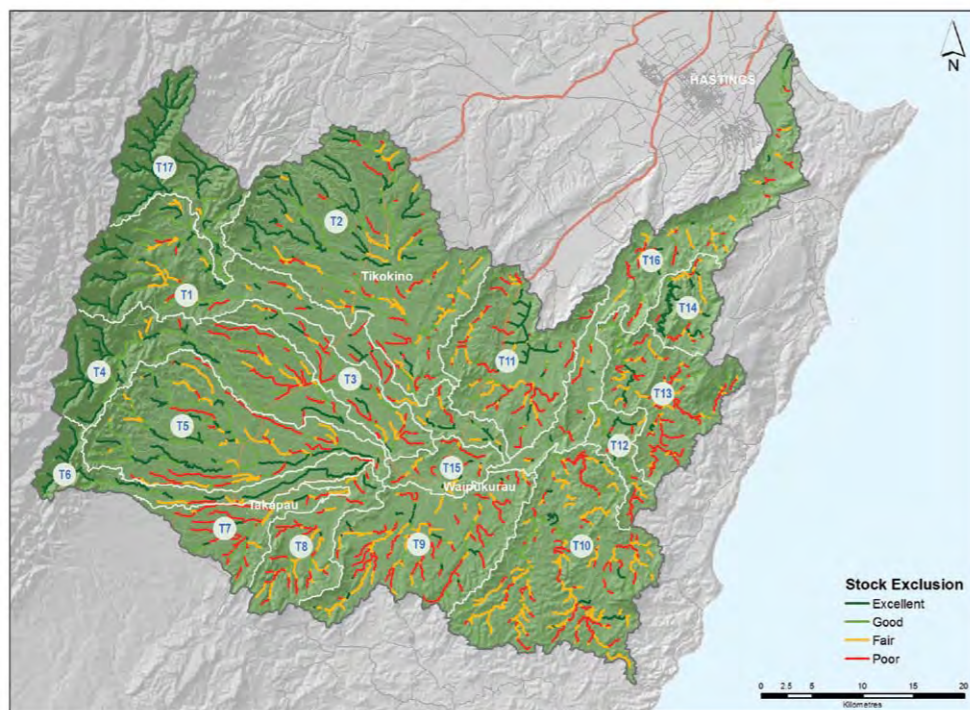 HASTINGS
N
T17
T2
T16
Tikokino
T1
T14
T11
T4
T3
T13
T5
T12
T15
T6
Waipukurau
Takapau
T7
T8
T9
T10
Stock Exclusion
Excellent
Good
Fair
Poor
0 2.5 5 10 15 20
Kilometres